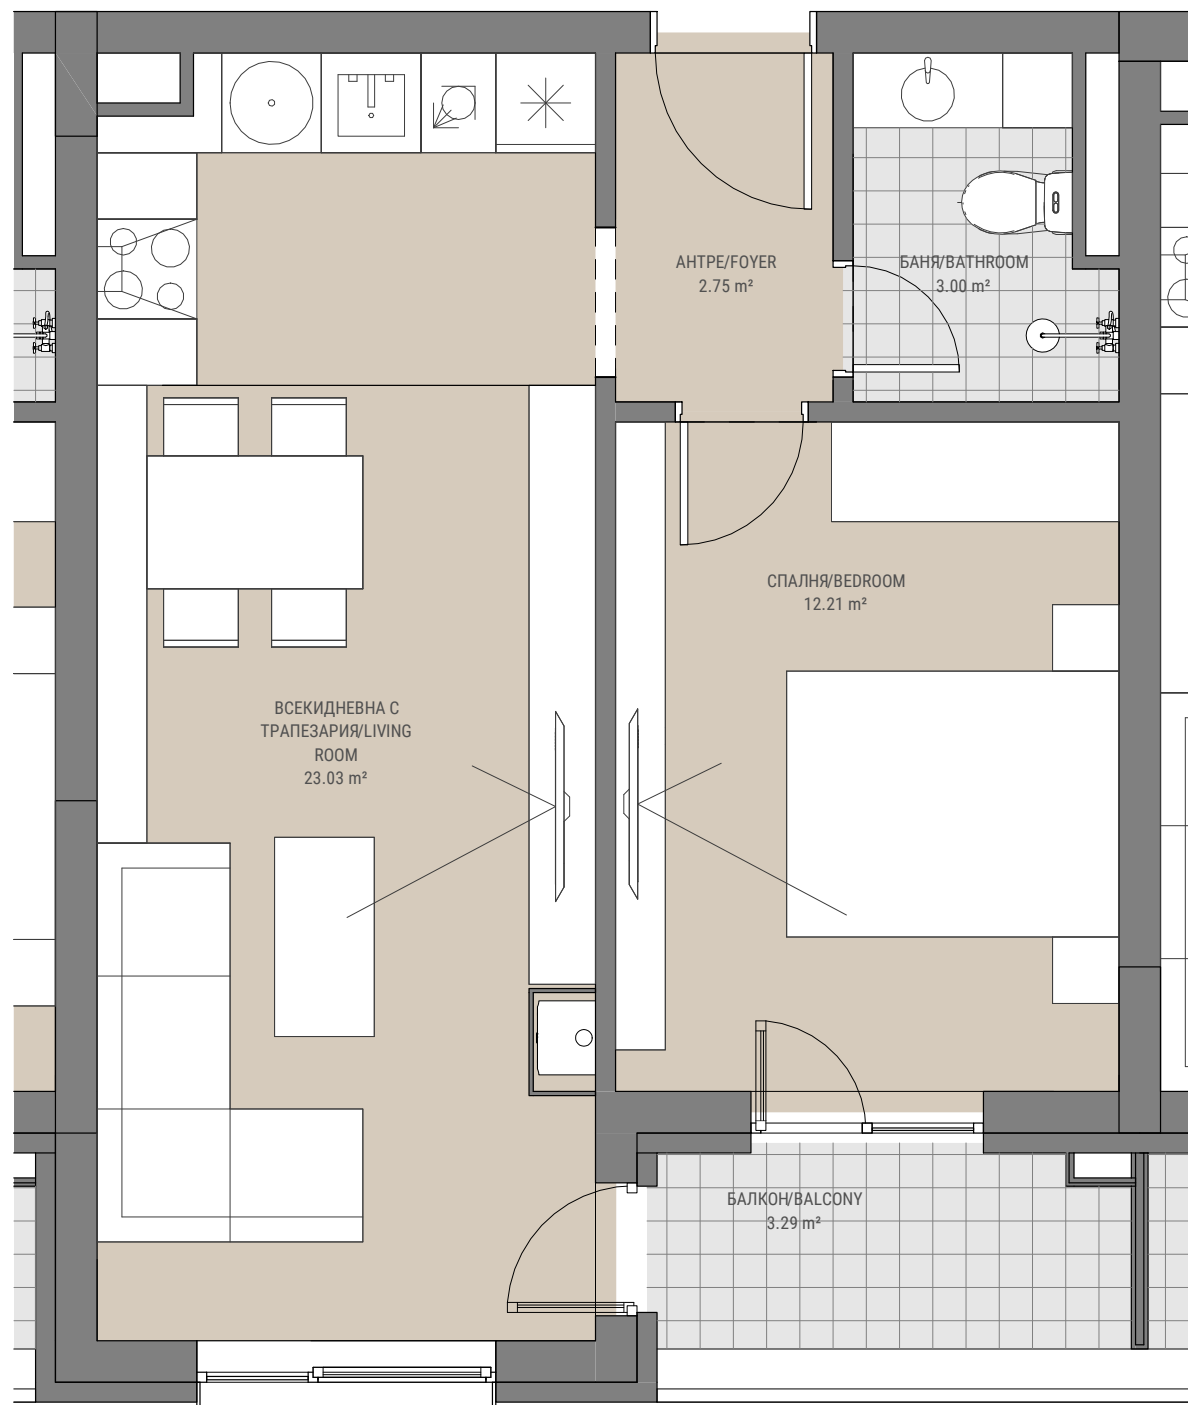 АНТРЕ/FOYER
2.75 m²
БАНЯ/BATHROOM
3.00 m²
СПАЛНЯ/BEDROOM
12.21 m²
ВСЕКИДНЕВНА С
ТРАПЕЗАРИЯ/LIVING
ROOM
23.03 m²
БАЛКОН/BALCONY
3.29 m²